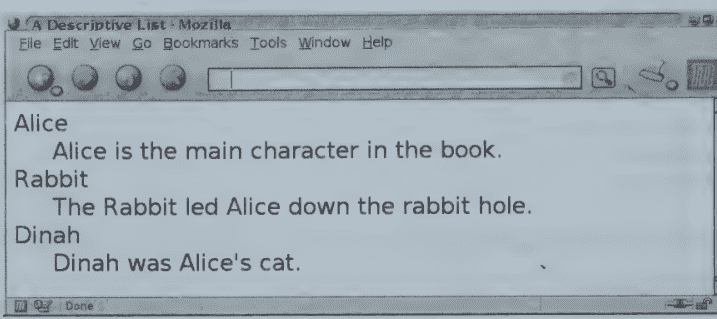 A Descriptive List - Mozilla
File Edit View Go Bookmarks Tools Window Help
Alice
Alice is the main character in the book.
Rabbit
The Rabbit led Alice down the rabbit hole.
Dinah
Dinah was Alice's cat.
Done